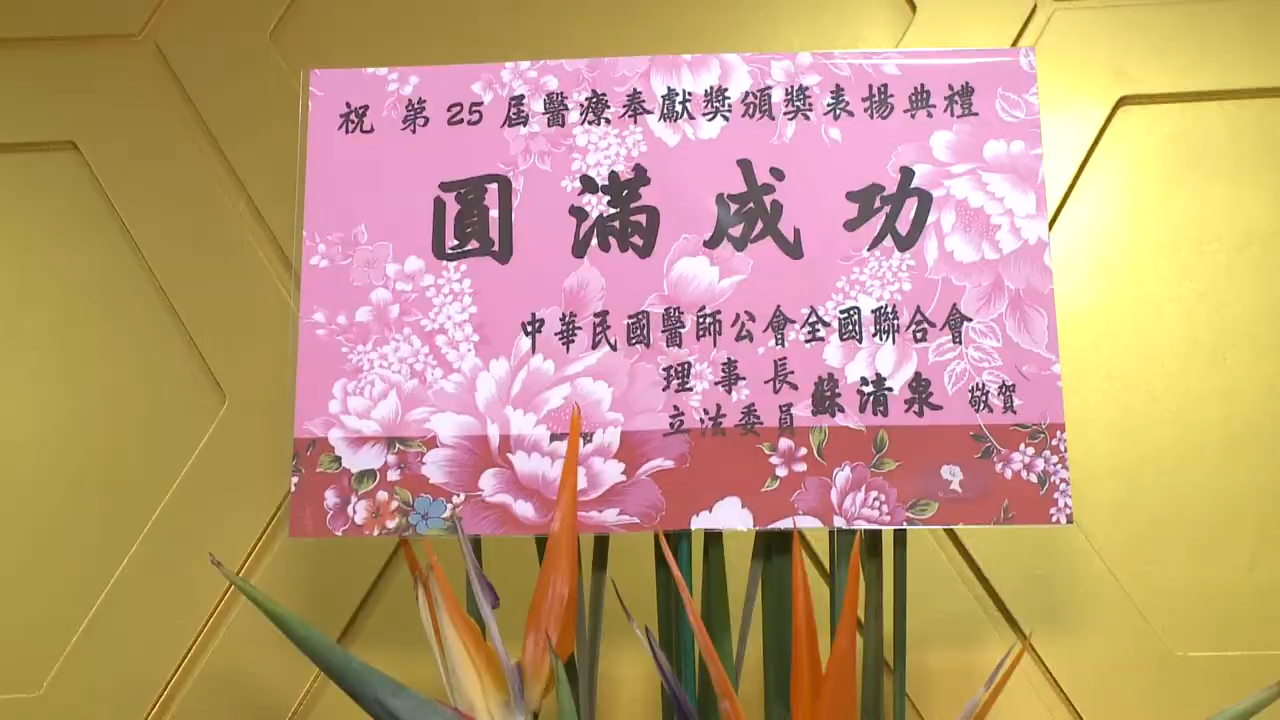 祝 第25屆醫療奉獻獎頒獎表揚典禮
圓滿成功
中華民國醫師公會全國聯合會
理事長
立法委員 蘇清泉 敬賀